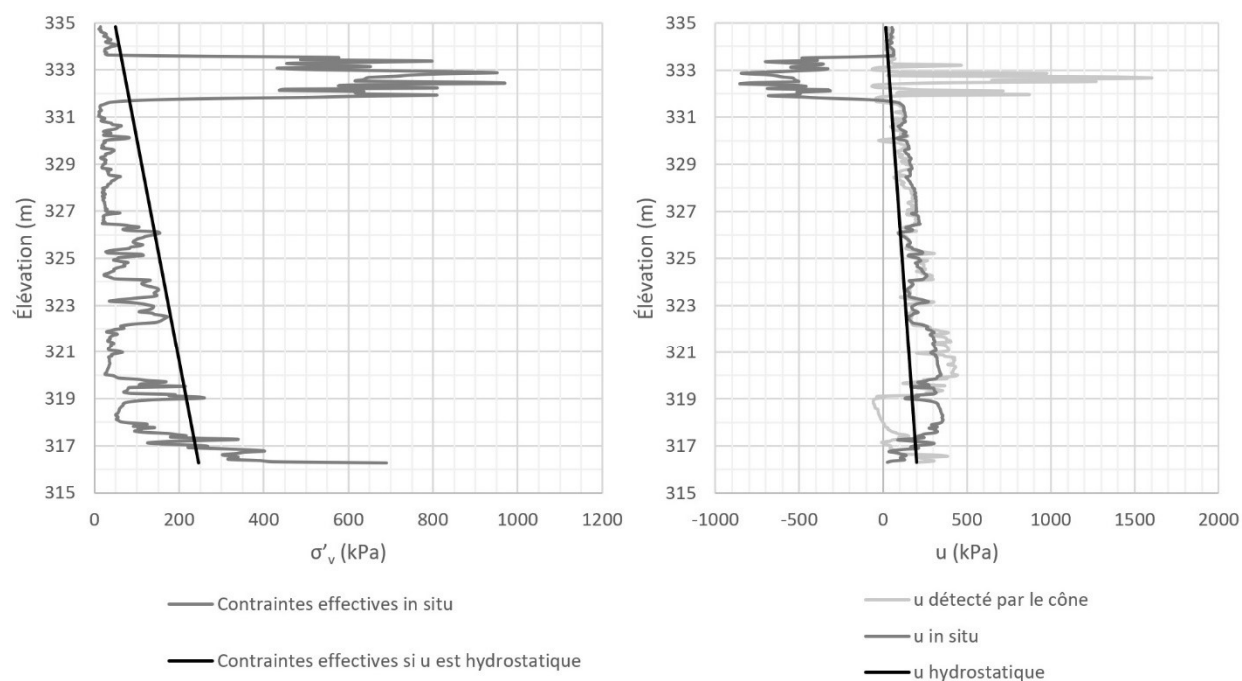 335
333
331
329
327
325
323
321
319
317
315
Élévation (m)
0 200 400 600 800 1000 1200
σ'v (kPa)
Contraintes effectives in situ
Contraintes effectives si u est hydrostatique
335
333
331
329
327
325
323
321
319
317
315
Élévation (m)
-1000 -500 0 500 1000 1500 2000
u (kPa)
u détecté par le cône
u in situ
u hydrostatique